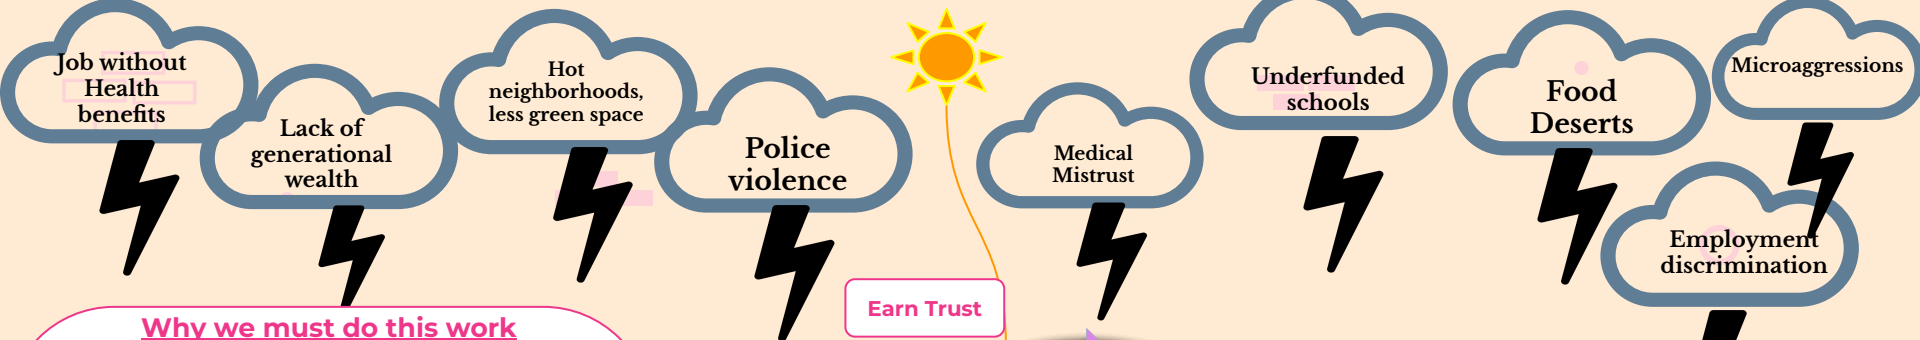 Job without
Health
benefits
Lack of
generational
wealth
Hot
neighborhoods,
less green space
Police
violence
Medical
Mistrust
Underfunded
schools
Food
Deserts
Microaggressions
Employment
discrimination
Earn Trust
Why we must do this work